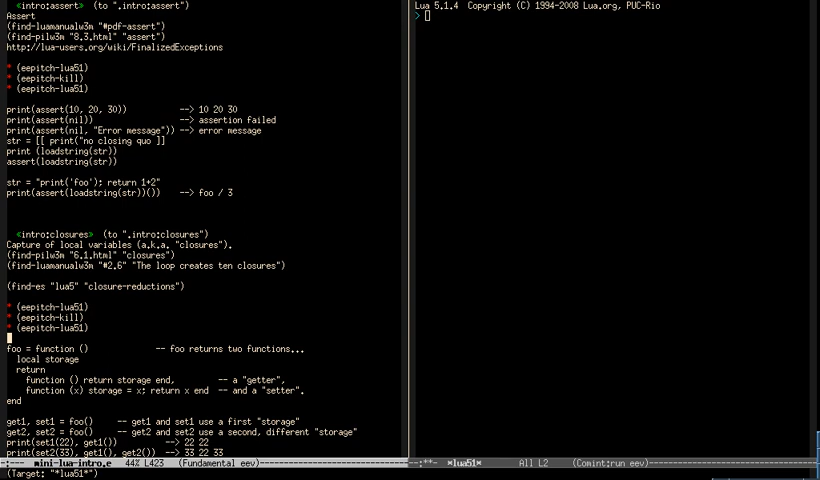 «intro:assert» (to ".intro:assert")
Assert
(find-luamanualw3m "#pdf-assert")
(find-pilw3m "8.3.html" "assert")
http://lua-users.org/wiki/FinalizedExceptions
* (eepitch-lua51)
* (eepitch-kill)
* (eepitch-lua51)
print(assert(10, 20, 30)) --> 10 20 30
print(assert(nil)) --> assertion failed
print(assert(nil, "Error message")) --> error message
str = [[ print("no closing quo ]]
print (loadstring(str))
assert(loadstring(str))
str = "print('foo'); return 1+2"
print(assert(loadstring(str))()) --> foo / 3
«intro:closures» (to ".intro:closures")
Capture of local variables (a.k.a. "closures").
(find-pilw3m "6.1.html" "closures")
(find-luamanualw3m "#2.6" "The loop creates ten closures")
(find-es "lua5" "closure-reductions")
* (eepitch-lua51)
* (eepitch-kill)
* (eepitch-lua51)
foo = function () -- foo returns two functions...
local storage
return
function () return storage end, -- a "getter",
function (x) storage = x; return x end -- and a "setter".
end
get1, set1 = foo() -- get1 and set1 use a first "storage"
get2, set2 = foo() -- get2 and set2 use a second, different "storage"
print(set1(22), get1()) --> 22 22
print(set2(33), get1(), get2()) --> 33 22 33
-:--- mini-lua-intro.e 44% L423 (Fundamental eev)
(Target: "*lua51*")
Lua 5.1.4 Copyright (C) 1994-2008 Lua.org, PUC-Rio
>
-:**- *lua51* All L2 (Comint:run eev)